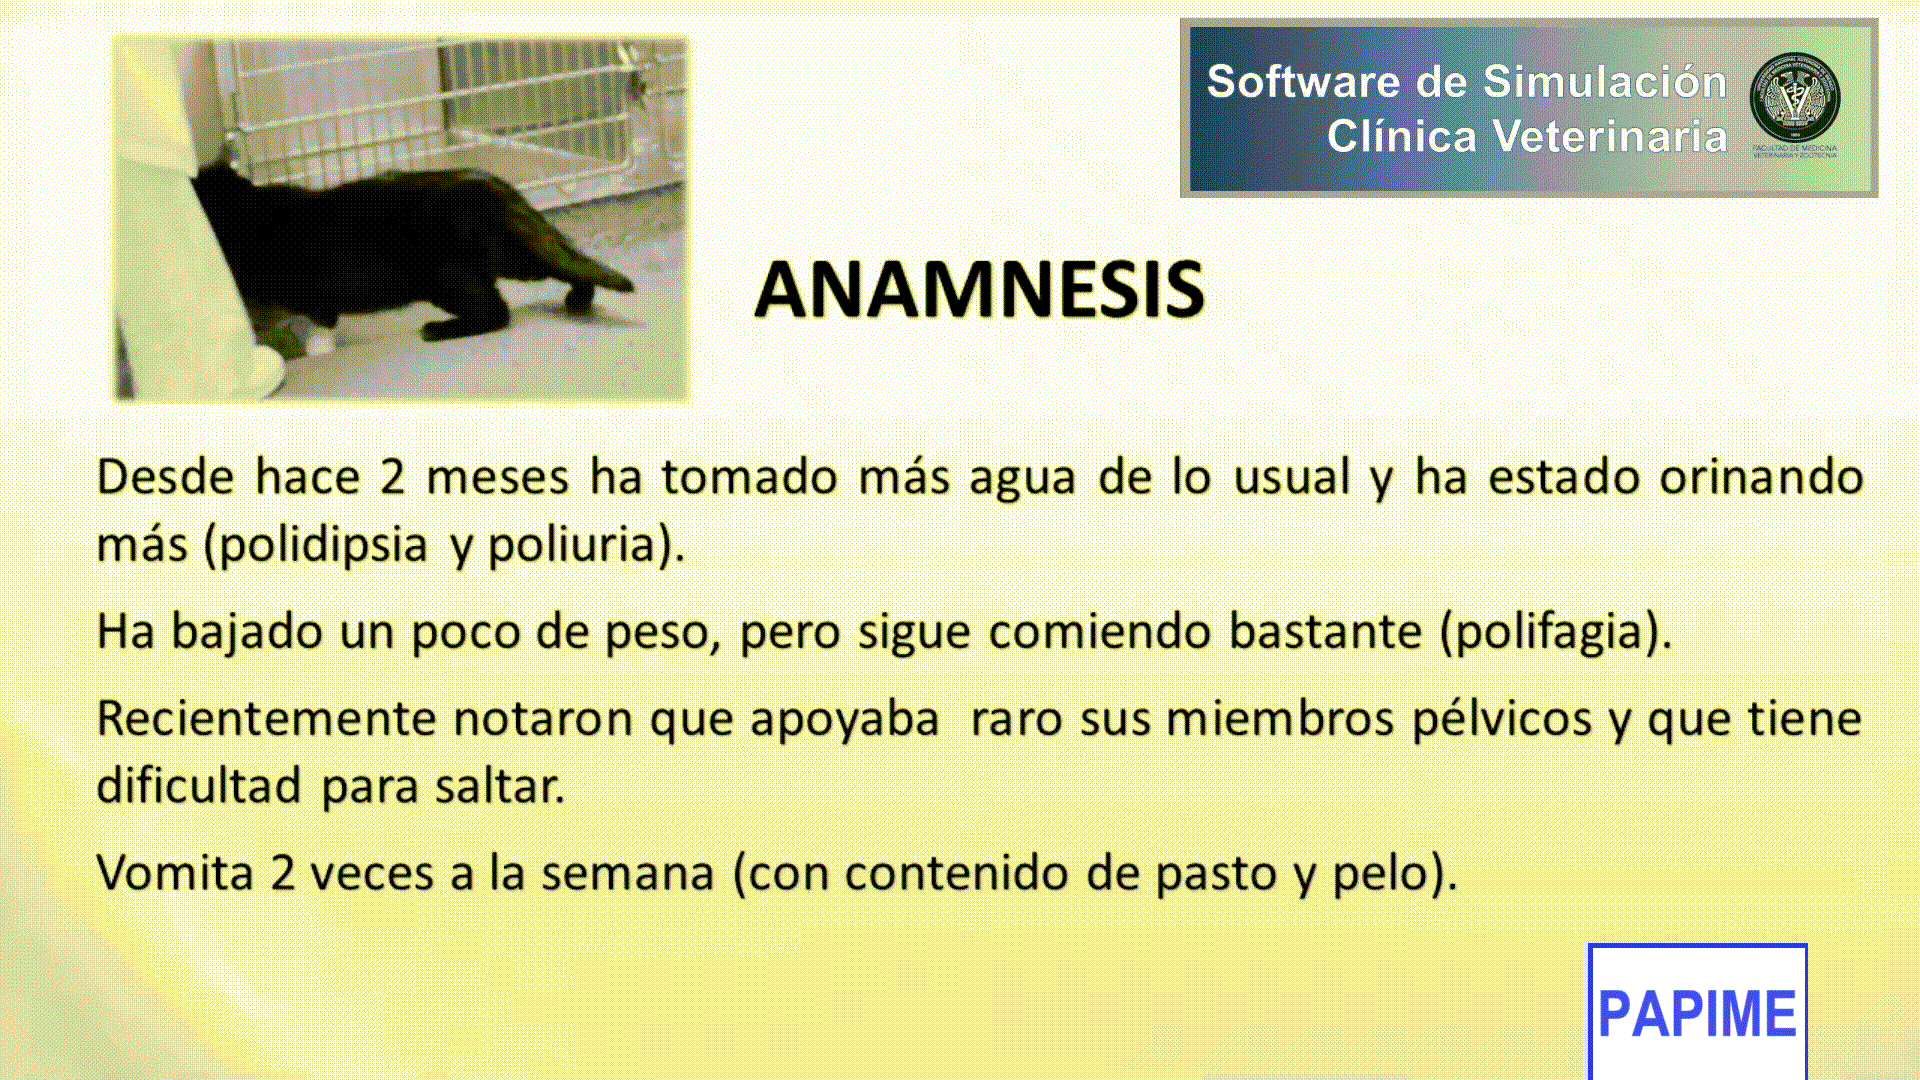 Software de Simulación
Clínica Veterinaria
FACULTAD DE MEDICINA
VETERINARIA Y ZOOTECNIA
ANAMNESIS
Desde hace 2 meses ha tomado más agua de lo usual y ha estado orinando
más (polidipsia y poliuria).
Ha bajado un poco de peso, pero sigue comiendo bastante (polifagia).
Recientemente notaron que apoyaba raro sus miembros pélvicos y que tiene
dificultad para saltar.
Vomita 2 veces a la semana (con contenido de pasto y pelo).
PAPIME